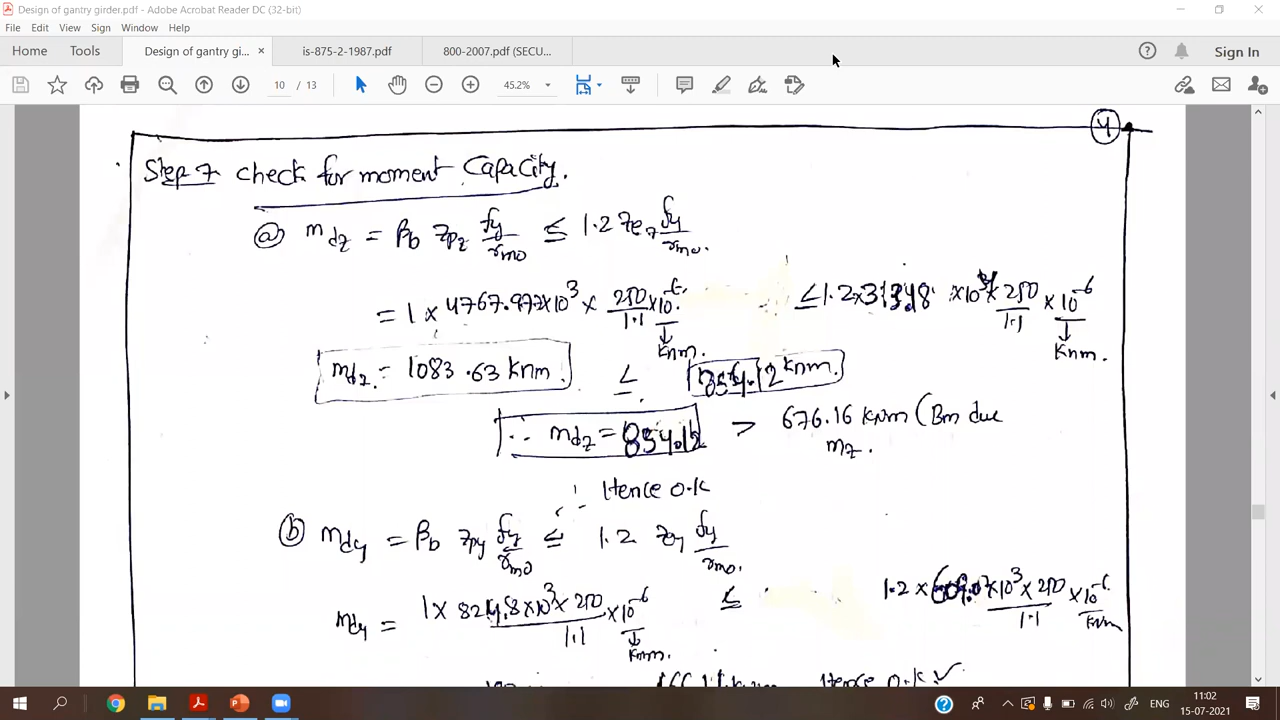 Design of gantry girder.pdf - Adobe Acrobat Reader DC (32-bit)
File Edit View Sign Window Help
Home Tools Design of gantry gi... × is-875-2-1987.pdf 800-2007.pdf (SECU... Sign In
10 / 13 45.2%
4
Step 7 check for moment Capacity.
(a) Mdz = βb Zpz fy/γmo ≤ 1.2 Zez fy/γmo.
= 1 × 4767.977×10³ × 250/1.1 ×10⁻⁶ ≤ 1.2× ×10³× 250/1.1 × 10⁻⁶
KNm. KNm.
Mdz = 1083.63 KNm. ≤ 854.12 KNm.
∴ Mdz = 854.12 > 676.16 KNm (Bm due
Mz.
∴ Hence O.K
(b) Mdy = βb Zpy fy/γmo ≤ 1.2 Zey fy/γmo.
Mdy = 1 × 824.8×10³ × 250/1.1 ×10⁻⁶ ≤ 1.2 × ×10³ × 250/1.1 ×10⁻⁶
KNm. KNm
Hence O.K ✓
ENG 11:02
15-07-2021